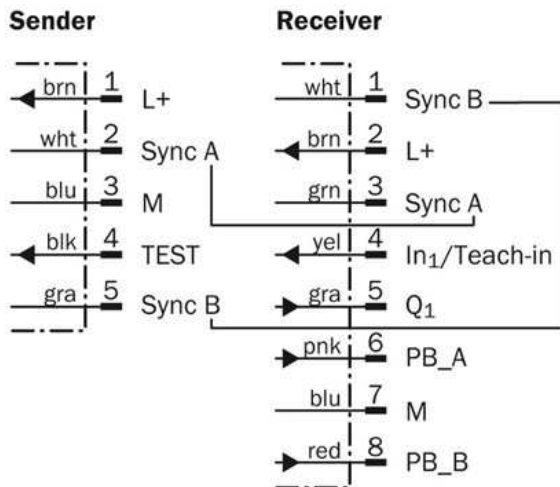 Sender
brn 1 L+
wht 2 Sync A
blu 3 M
blk 4 TEST
gra 5 Sync B
Receiver
wht 1 Sync B
brn 2 L+
grn 3 Sync A
yel 4 In₁/Teach-in
gra 5 Q₁
pnk 6 PB_A
blu 7 M
red 8 PB_B